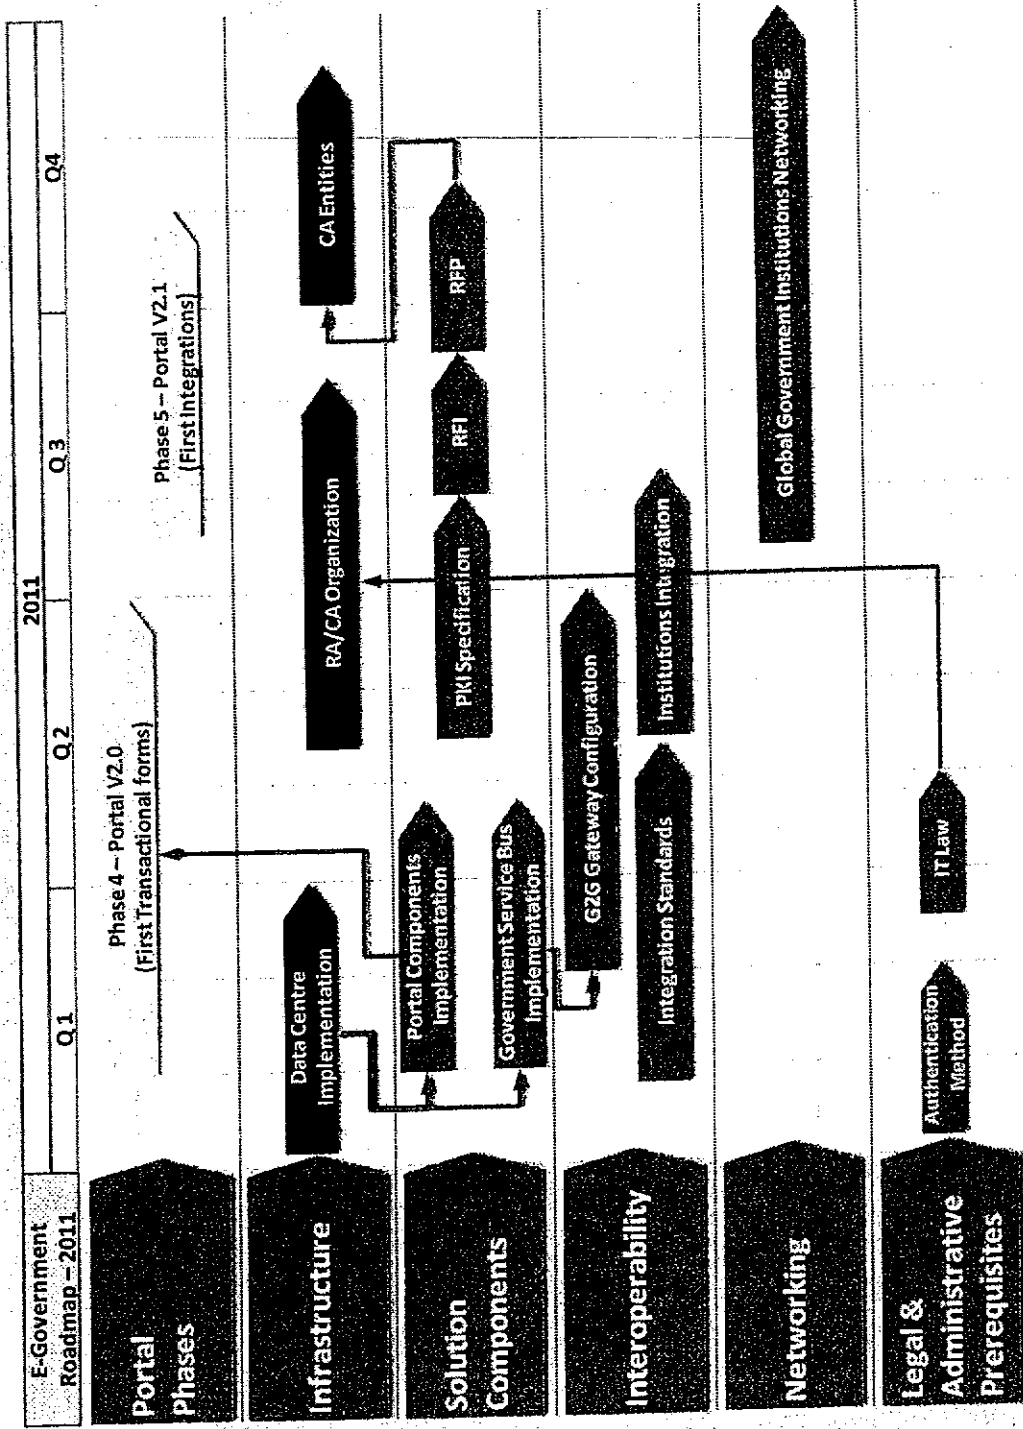 E-Government
Roadmap – 2011
2011
Q1
Q2
Q3
Q4
Portal
Phases
Phase 4 – Portal V2.0
(First Transactional forms)
Phase 5 – Portal V2.1
(First Integrations)
Infrastructure
Data Centre
Implementation
RA/CA Organization
CA Entities
Solution
Components
Portal Components
Implementation
Government Service Bus
Implementation
PKI Specification
RFI
RFP
Interoperability
G2G Gateway Configuration
Integration Standards
Institutions Integration
Networking
Global Government Institutions Networking
Legal &
Administrative
Prerequisites
Authentication
Method
IT Law